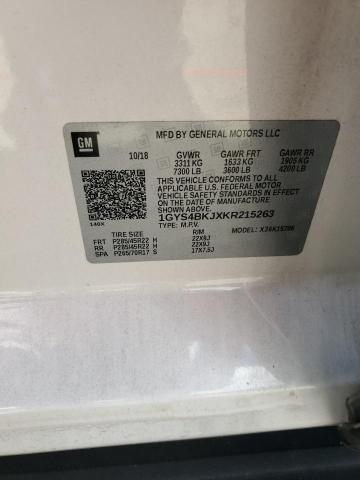 GM
MFD BY GENERAL MOTORS LLC
10/18 GVWR GAWR FRT GAWR RR
3311 KG 1633 KG 1905 KG
7300 LB 3600 LB 4200 LB
THIS VEHICLE CONFORMS TO ALL
APPLICABLE U.S. FEDERAL MOTOR
VEHICLE SAFETY STANDARDS IN EFFECT
ON THE DATE OF MANUFACTURE
SHOWN ABOVE.
140X 1GYS4BKJXKR215263
TYPE: M.P.V. MODEL:
TIRE SIZE RIM
FRT P285/45R22 H 22X9J
RR P285/45R22 H 22X9J
SPA P265/70R17 S 17X7.5J